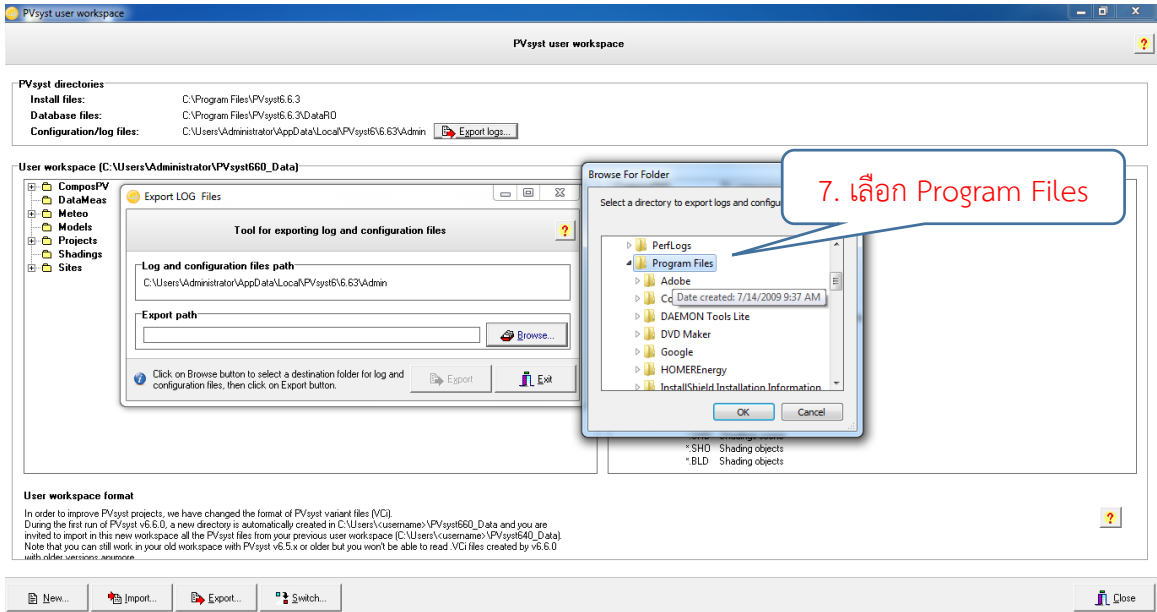 PVsyst user workspace
PVsyst user workspace
?
PVsyst directories
Install files: C:\Program Files\PVsyst6.6.3
Database files: C:\Program Files\PVsyst6.6.3\DataRO
Configuration/log files: C:\Users\Administrator\AppData\Local\PVsyst6\6.63\Admin Export logs...
User workspace (C:\Users\Administrator\PVsyst660_Data)
ComposPV
DataMeas
Meteo
Models
Projects
Shadings
Sites
Export LOG Files
Tool for exporting log and configuration files
?
Log and configuration files path
C:\Users\Administrator\AppData\Local\PVsyst6\6.63\Admin
Export path
Browse...
Click on Browse button to select a destination folder for log and
configuration files, then click on Export button.
Export
Exit
Browse For Folder
Select a directory to export logs and configu
PerfLogs
Program Files
Adobe
Date created: 7/14/2009 9:37 AM
DAEMON Tools Lite
DVD Maker
Google
HOMEREnergy
InstallShield Installation Information
OK
Cancel
7. เลือก Program Files
*.SHO Shading objects
*.BLD Shading objects
User workspace format
In order to improve PVsyst projects, we have changed the format of PVsyst variant files (VCi).
During the first run of PVsyst v6.6.0, a new directory is automatically created in C:\Users\<username>\PVsyst660_Data and you are
invited to import in this new workspace all the PVsyst files from your previous user workspace (C:\Users\<username>\PVsyst640_Data).
Note that you can still work in your old workspace with PVsyst v6.5.x or older but you won't be able to read .VCi files created by v6.6.0
with older versions anymore
?
New...
Import...
Export...
Switch...
Close